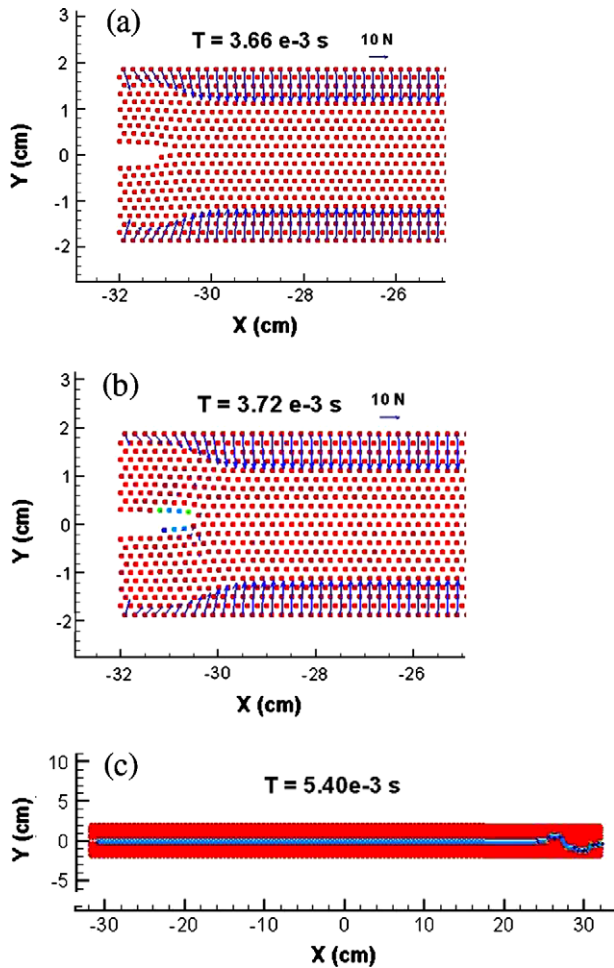 (a)
T = 3.66 e-3 s
10 N
3
2
1
0
-1
-2
Y (cm)
-32 -30 -28 -26
X (cm)
(b)
T = 3.72 e-3 s
10 N
3
2
1
0
-1
-2
Y (cm)
-32 -30 -28 -26
X (cm)
(c)
T = 5.40e-3 s
10
5
0
-5
Y (cm)
-30 -20 -10 0 10 20 30
X (cm)